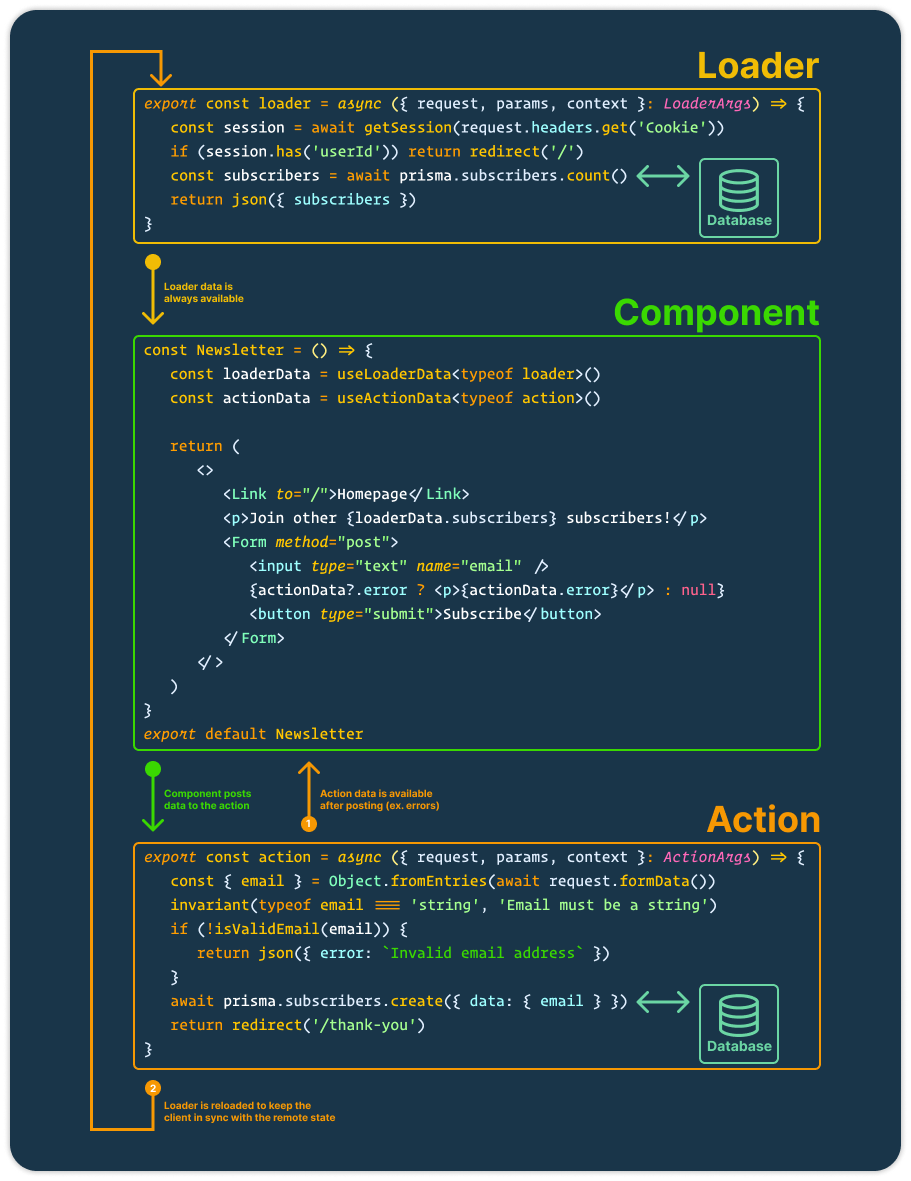 Loader
export const loader = async ({ request, params, context }: LoaderArgs) => {
const session = await getSession(request.headers.get('Cookie'))
if (session.has('userId')) return redirect('/')
const subscribers = await prisma.subscribers.count()
return json({ subscribers })
}
Database
Loader data is
always available
Component
const Newsletter = () => {
const loaderData = useLoaderData<typeof loader>()
const actionData = useActionData<typeof action>()
return (
<>
<Link to="/">Homepage</Link>
<p>Join other {loaderData.subscribers} subscribers!</p>
<Form method="post">
<input type="text" name="email" />
{actionData?.error ? <p>{actionData.error}</p> : null}
<button type="submit">Subscribe</button>
</Form>
</>
)
}
export default Newsletter
Component posts
data to the action
Action data is available
after posting (ex. errors)
1
Action
export const action = async ({ request, params, context }: ActionArgs) => {
const { email } = Object.fromEntries(await request.formData())
invariant(typeof email === 'string', 'Email must be a string')
if (!isValidEmail(email)) {
return json({ error: `Invalid email address` })
}
await prisma.subscribers.create({ data: { email } })
return redirect('/thank-you')
}
Database
2
Loader is reloaded to keep the
client in sync with the remote state